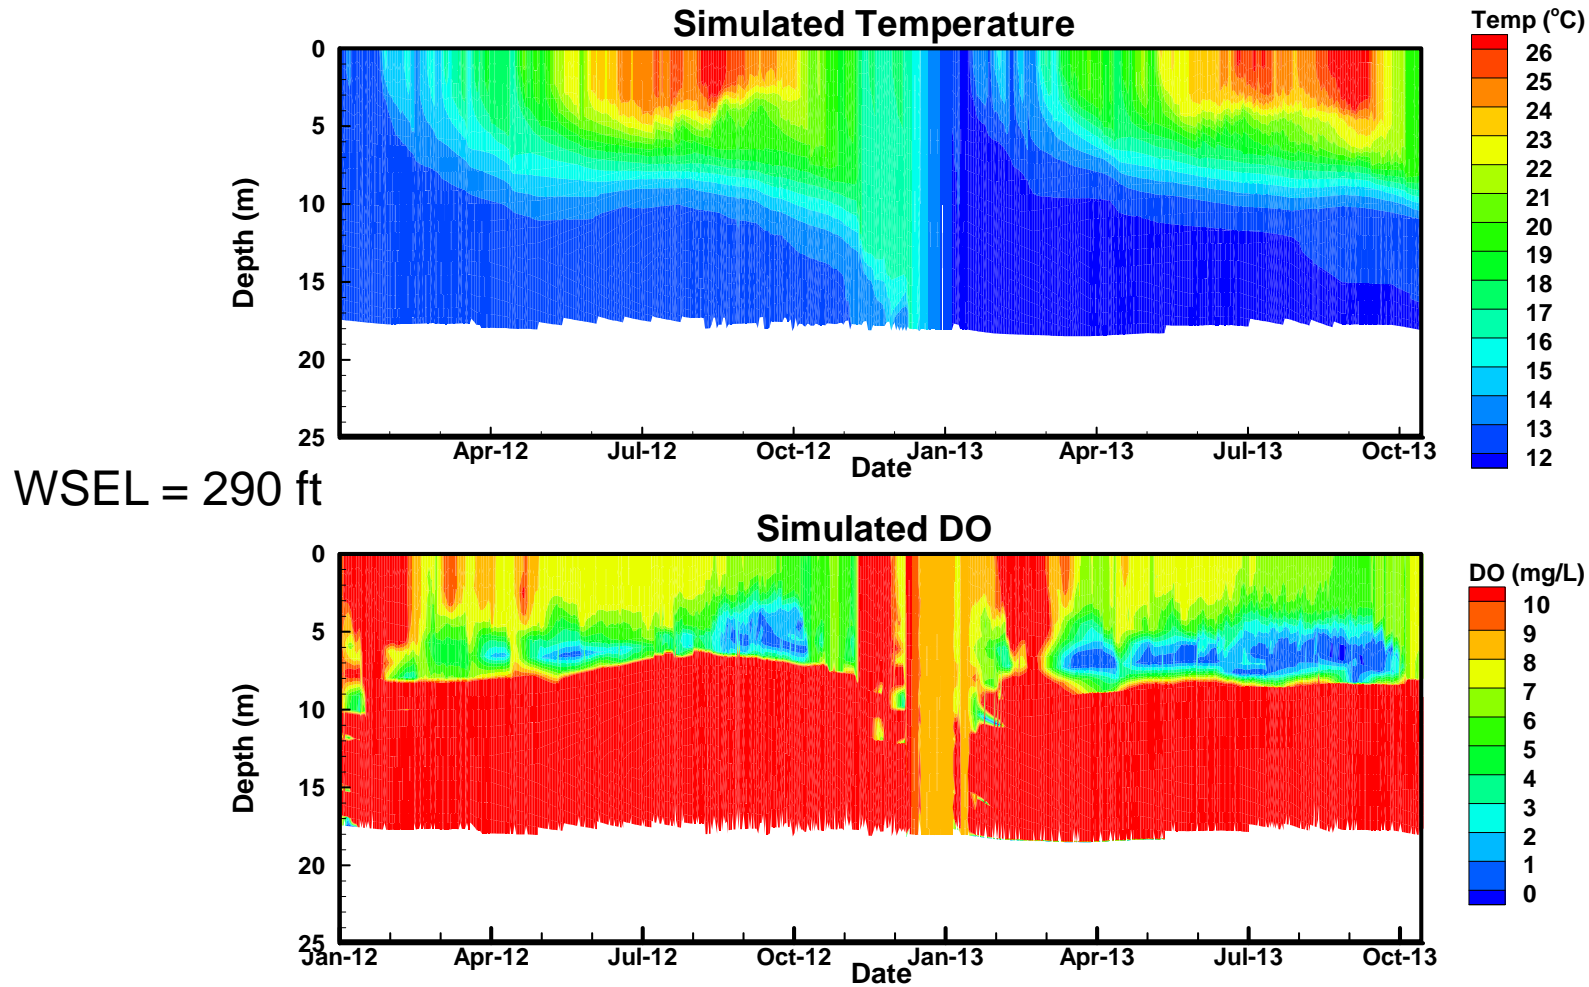 Simulated Temperature
Temp (°C)
0
5
10
15
20
25
Depth (m)
Apr-12
Jul-12
Oct-12
Jan-13
Apr-13
Jul-13
Oct-13
Date
26
25
24
23
22
21
20
19
18
17
16
15
14
13
12
WSEL = 290 ft
Simulated DO
DO (mg/L)
0
5
10
15
20
25
Depth (m)
Jan-12
Apr-12
Jul-12
Oct-12
Jan-13
Apr-13
Jul-13
Oct-13
Date
10
9
8
7
6
5
4
3
2
1
0